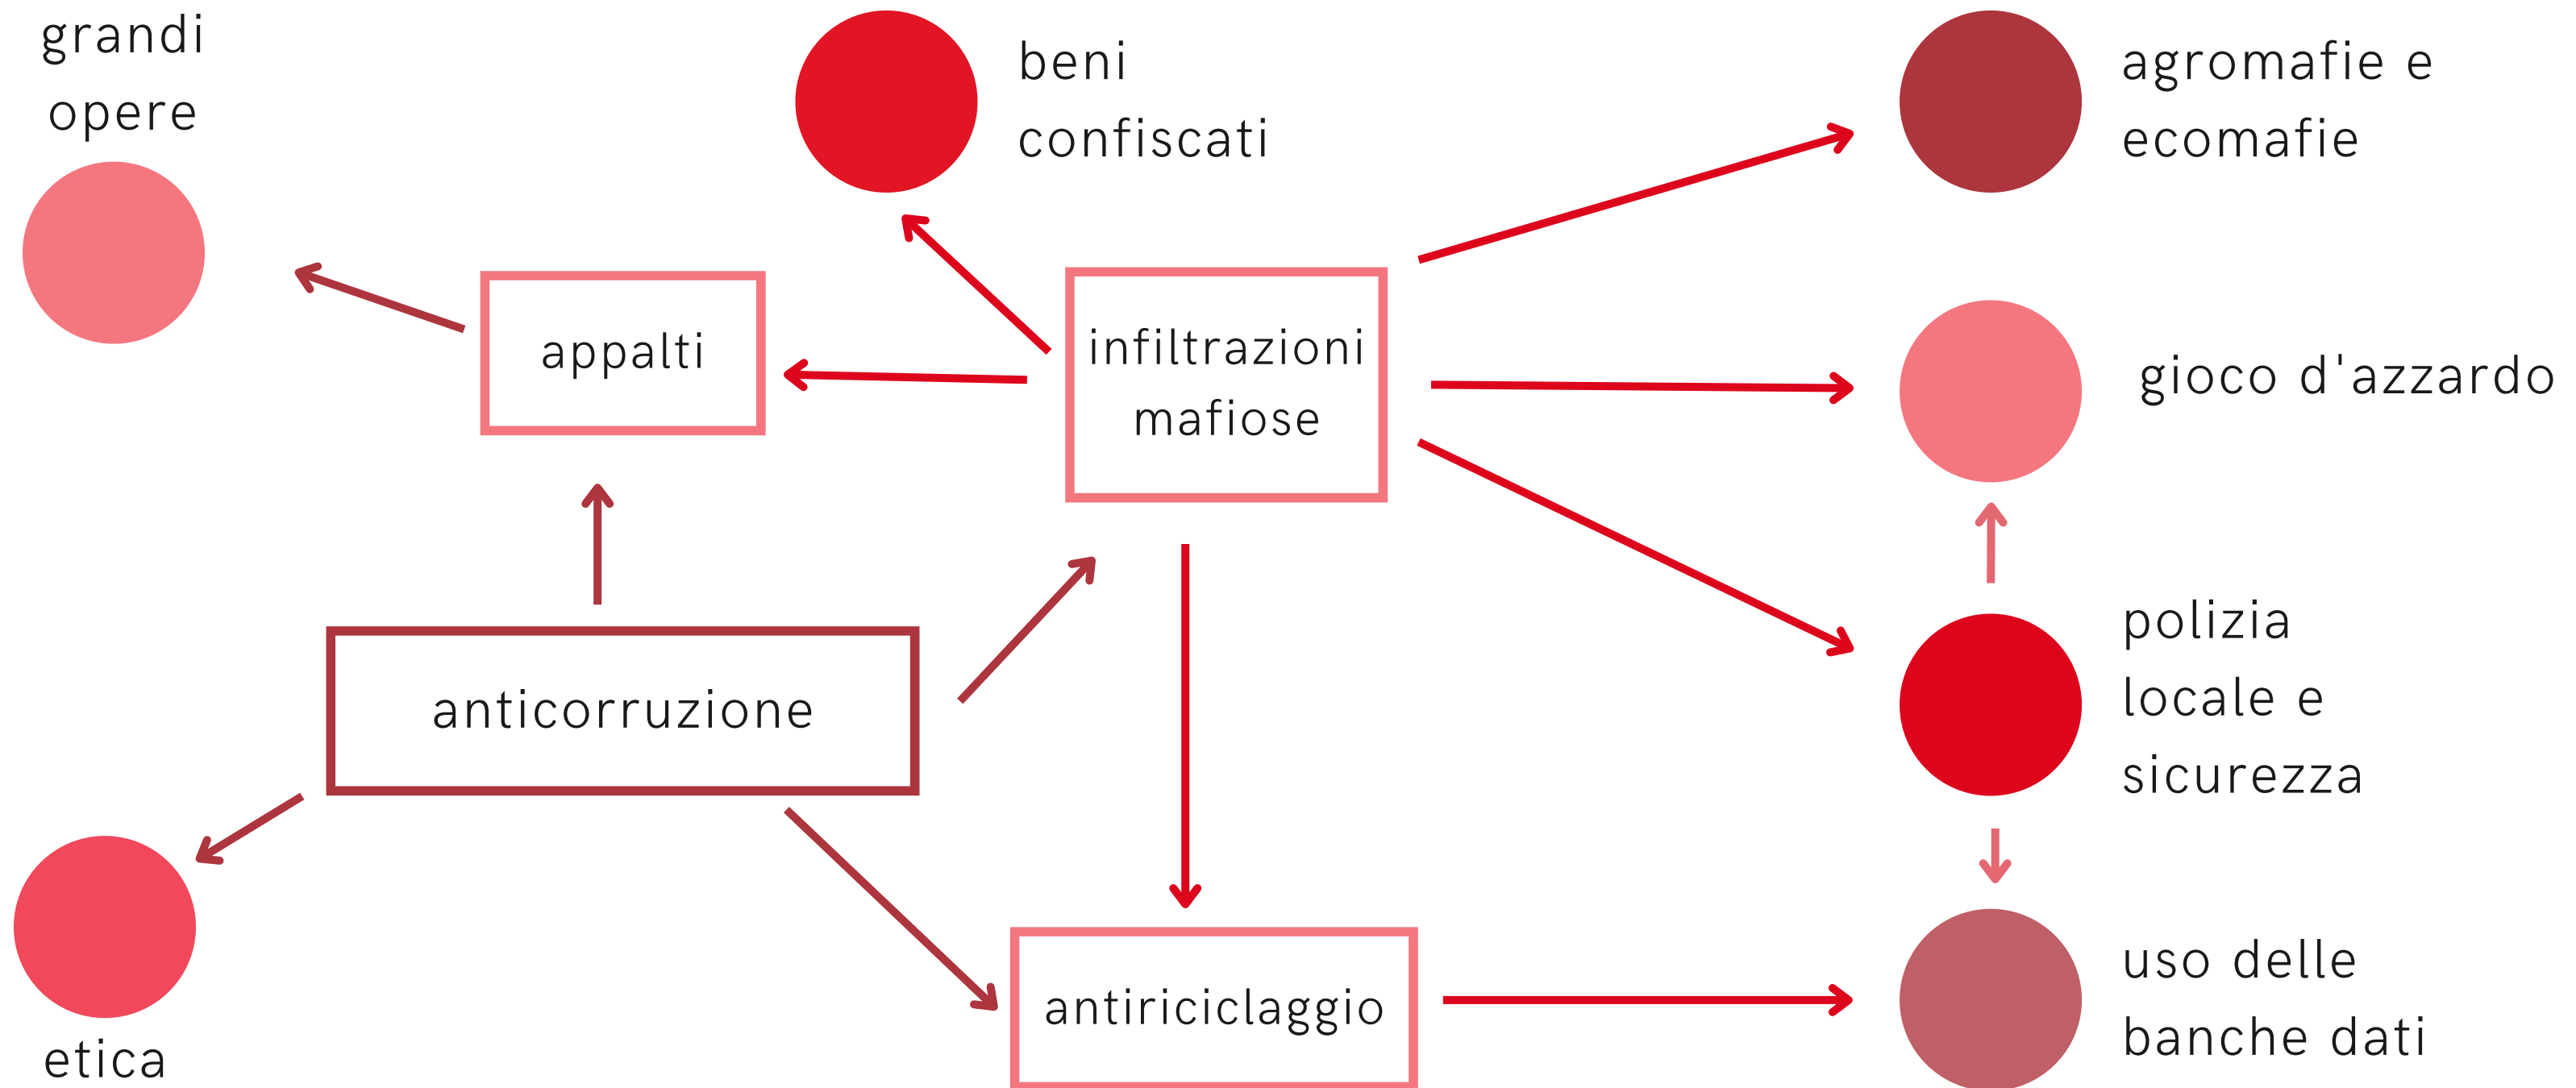 grandi
opere
beni
confiscati
agromafie e
ecomafie
appalti
infiltrazioni
mafiose
gioco d'azzardo
anticorruzione
polizia
locale e
sicurezza
etica
antiriciclaggio
uso delle
banche dati